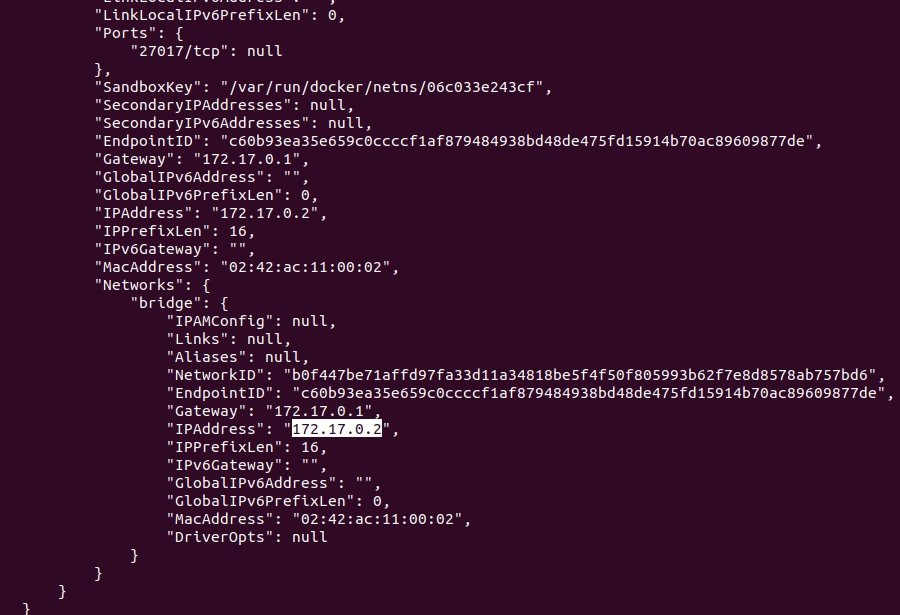 "LinkLocalIPv6PrefixLen": 0,
"Ports": {
"27017/tcp": null
},
"SandboxKey": "/var/run/docker/netns/06c033e243cf",
"SecondaryIPAddresses": null,
"SecondaryIPv6Addresses": null,
"EndpointID": "c60b93ea35e659c0ccccf1af879484938bd48de475fd15914b70ac89609877de",
"Gateway": "172.17.0.1",
"GlobalIPv6Address": "",
"GlobalIPv6PrefixLen": 0,
"IPAddress": "172.17.0.2",
"IPPrefixLen": 16,
"IPv6Gateway": "",
"MacAddress": "02:42:ac:11:00:02",
"Networks": {
"bridge": {
"IPAMConfig": null,
"Links": null,
"Aliases": null,
"NetworkID": "b0f447be71affd97fa33d11a34818be5f4f50f805993b62f7e8d8578ab757bd6",
"EndpointID": "c60b93ea35e659c0ccccf1af879484938bd48de475fd15914b70ac89609877de",
"Gateway": "172.17.0.1",
"IPAddress": "172.17.0.2",
"IPPrefixLen": 16,
"IPv6Gateway": "",
"GlobalIPv6Address": "",
"GlobalIPv6PrefixLen": 0,
"MacAddress": "02:42:ac:11:00:02",
"DriverOpts": null
}
}
}
}